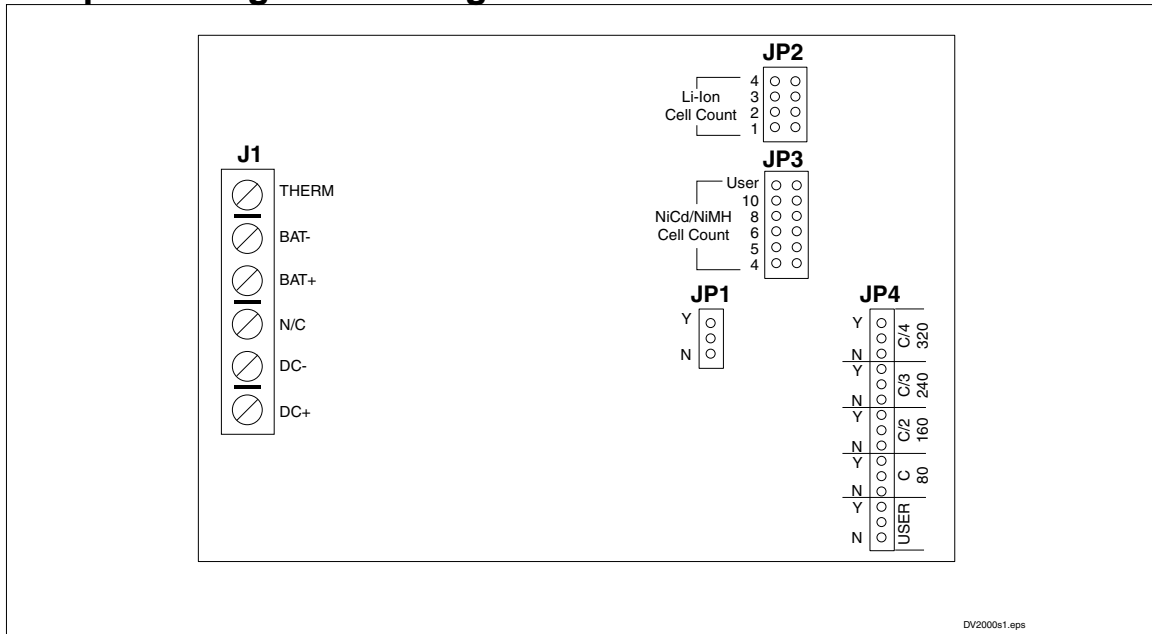 JP2
4
3
2
1
Li-Ion
Cell Count
J1
THERM
BAT-
BAT+
N/C
DC-
DC+
JP3
User
10
8
6
5
4
NiCd/NiMH
Cell Count
JP1
Y
N
JP4
Y
N
C/4
320
Y
N
C/3
240
Y
N
C/2
160
Y
N
C
80
Y
N
USER
DV2000s1.eps